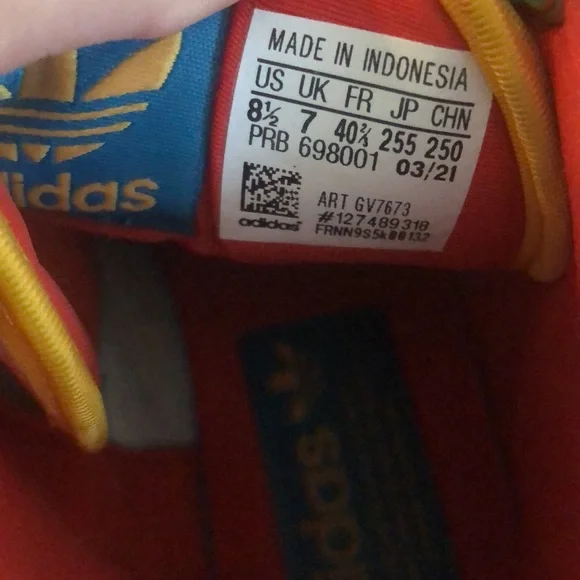 MADE IN INDONESIA
US UK FR JP CHN
8½ 7 40⅔ 255 250
PRB 698001 03/21
ART GV7673
#127489318
adidas
adidas
adidas